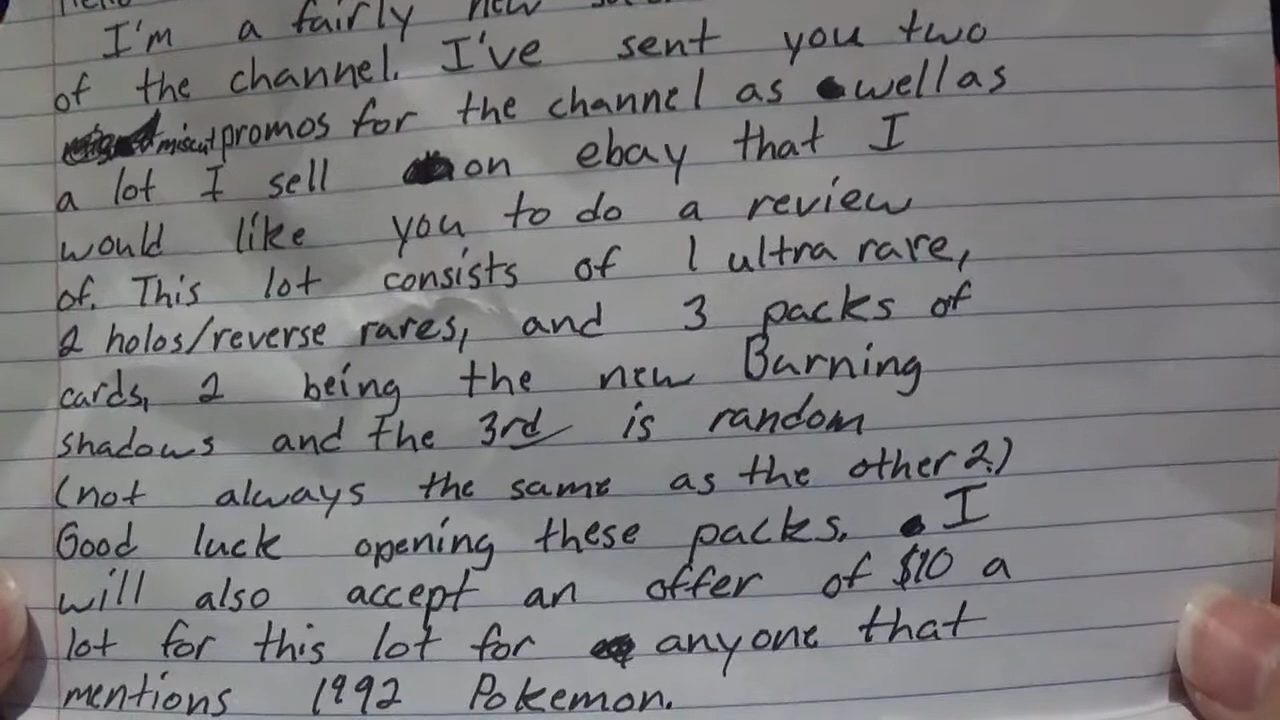 Hello
I'm a fairly new
of the channel. I've sent you two
miscut promos for the channel as well as
a lot I sell on ebay that I
would like you to do a review
of. This lot consists of 1 ultra rare,
2 holos/reverse rares, and 3 packs of
cards, 2 being the new Burning
shadows and the 3rd is random
(not always the same as the other 2.)
Good luck opening these packs. I
will also accept an offer of $10 a
lot for this lot for anyone that
mentions 1992 Pokemon.